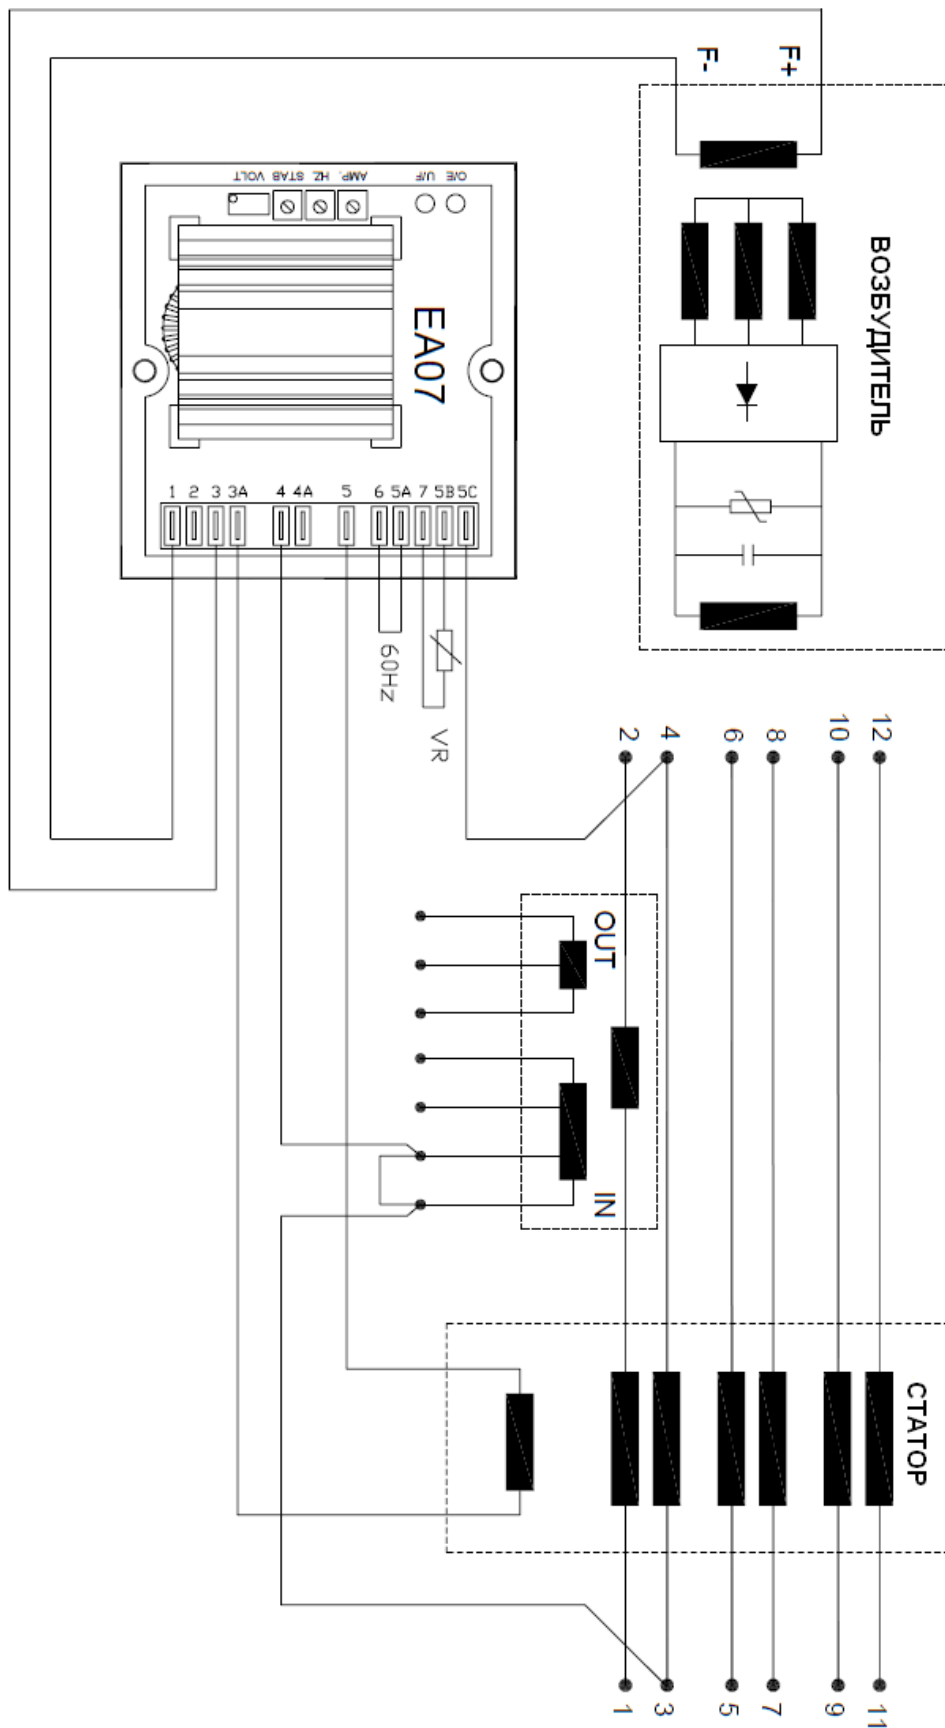 F-
F+
ВОЗБУДИТЕЛЬ
VOLT
STAB
HZ
AMP.
U/F
O/E
EA07
1 2 3 3A 4 4A 5 6 5A 7 5B 5C
60Hz
VR
2 4 6 8 10 12
OUT
IN
СТАТОР
1 3 5 7 9 11